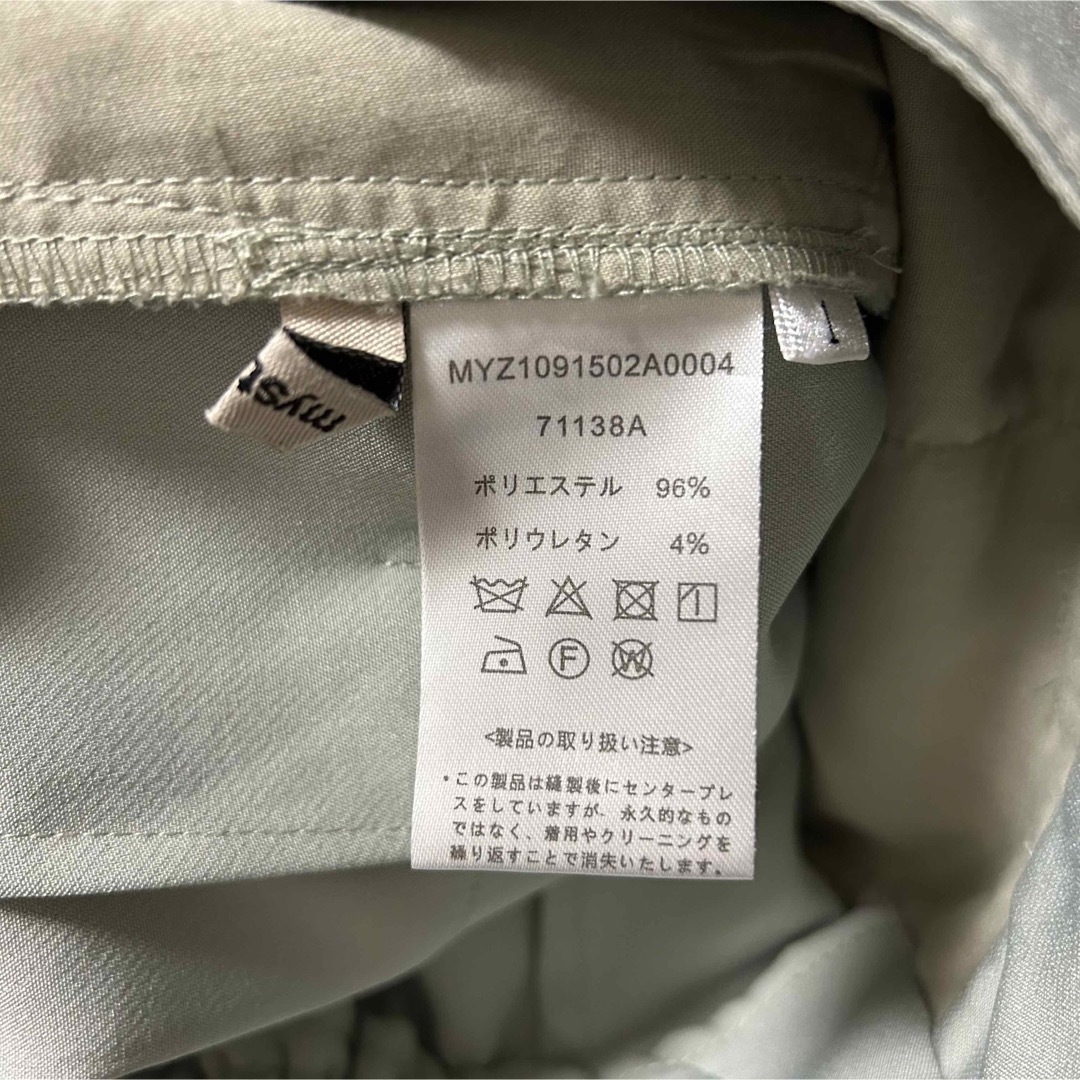 myst
I
MYZ1091502A0004
71138A
ポリエステル 96%
ポリウレタン 4%
F
W
<製品の取り扱い注意>
・この製品は縫製後にセンタープレ
スをしていますが、永久的なもの
ではなく、着用やクリーニングを
繰り返すことで消失いたします。